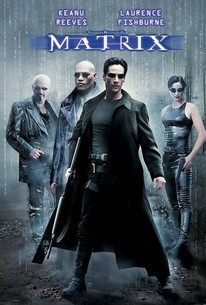 KEANU LAURENCE
REEVES FISHBURNE
THE
MATRIX